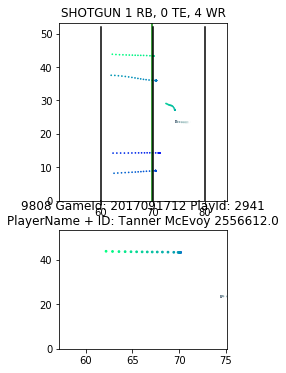 SHOTGUN 1 RB, 0 TE, 4 WR
50
40
30
20
10
0
60 70 80
9808 GameId: 2017091712 PlayId: 2941
PlayerName + ID: Tanner McEvoy 2556612.0
40
20
0
60 65 70 75